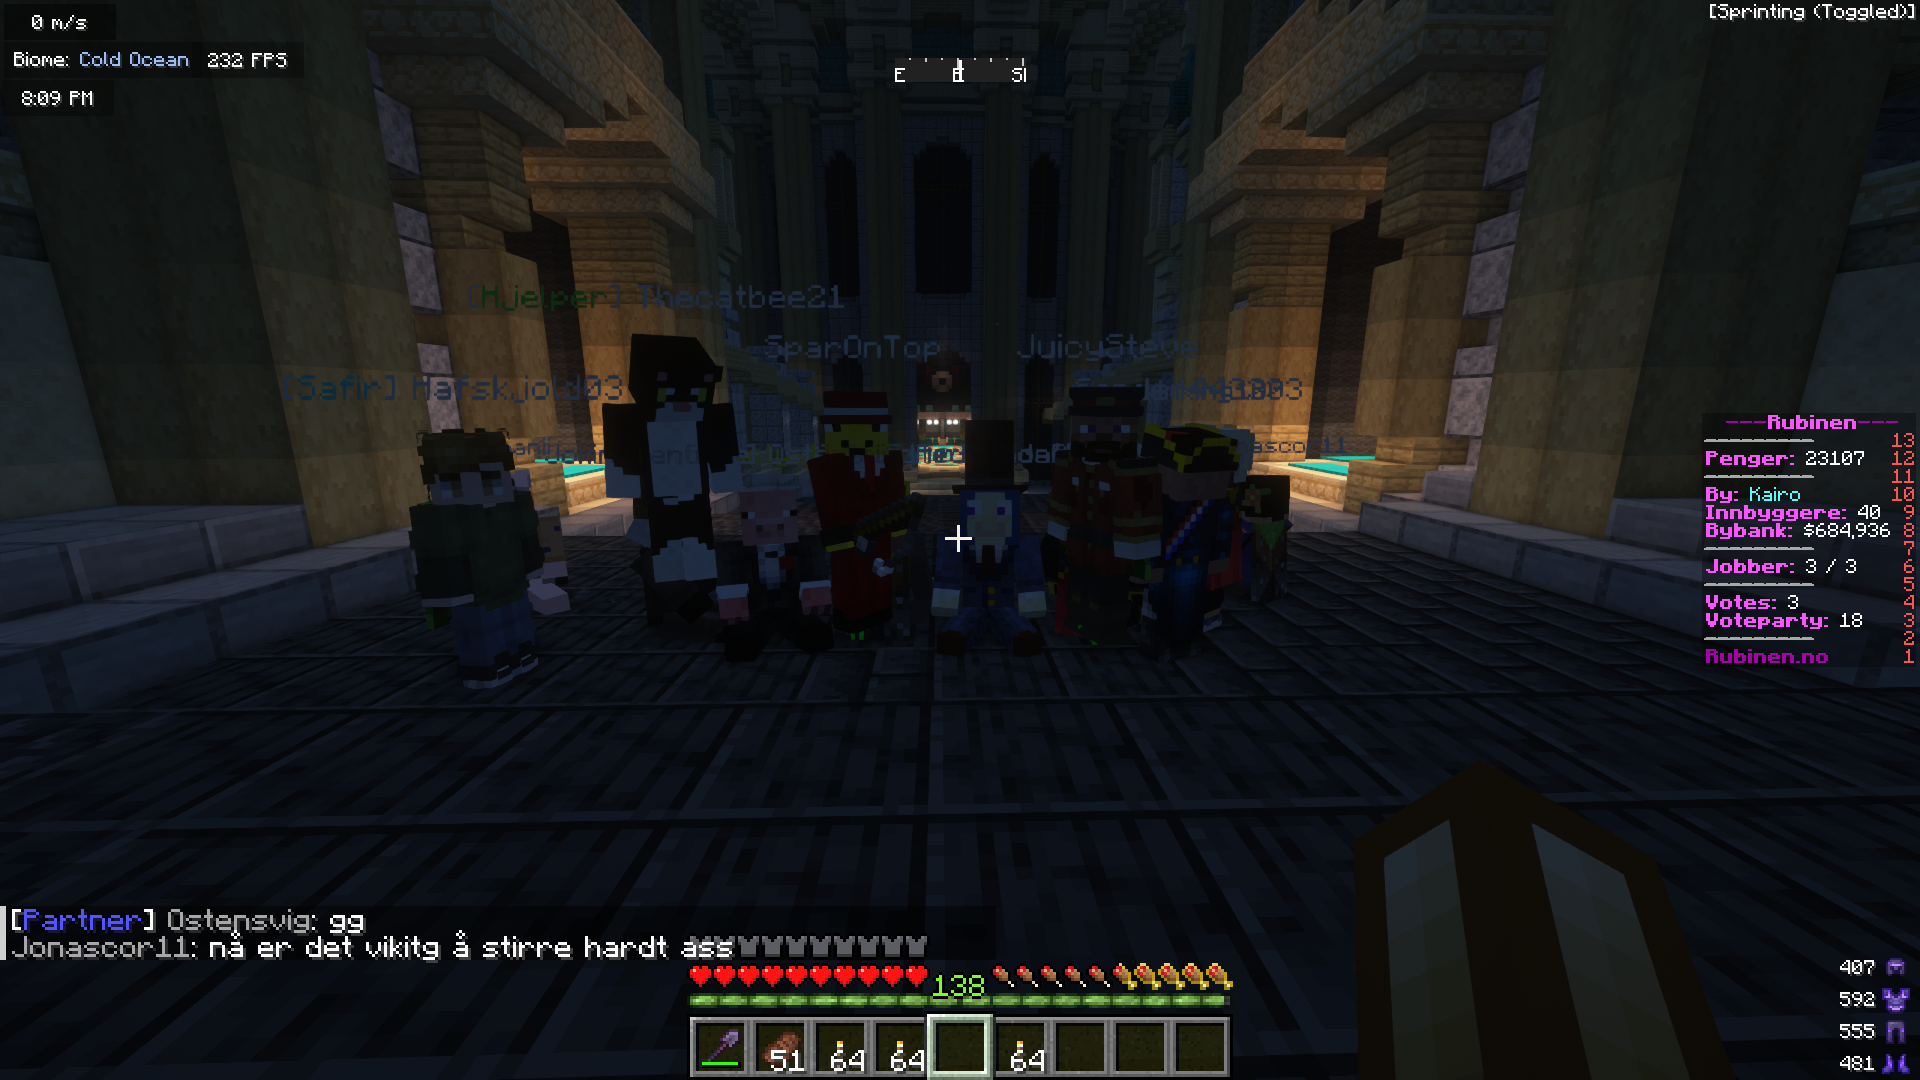 0 m/s
[Sprinting (Toggled)]
Biome: Cold Ocean 232 FPS
8:09 PM
E E S
[Hjelper] Thecatbee21
SparOnTop
JuicySteve
[Safir] Hafskjold03
---Rubinen---
13
Penger: 23107 12
11
By: Kairo 10
Innbyggere: 40 9
Bybank: $684,936 8
7
Jobber: 3 / 3 6
5
Votes: 3 4
Voteparty: 18 3
2
Rubinen.no 1
[Partner] Ostensvig: gg
Jonascor11: nå er det vikitg å stirre hardt ass
138
407
592
555
481
51 64 64 64